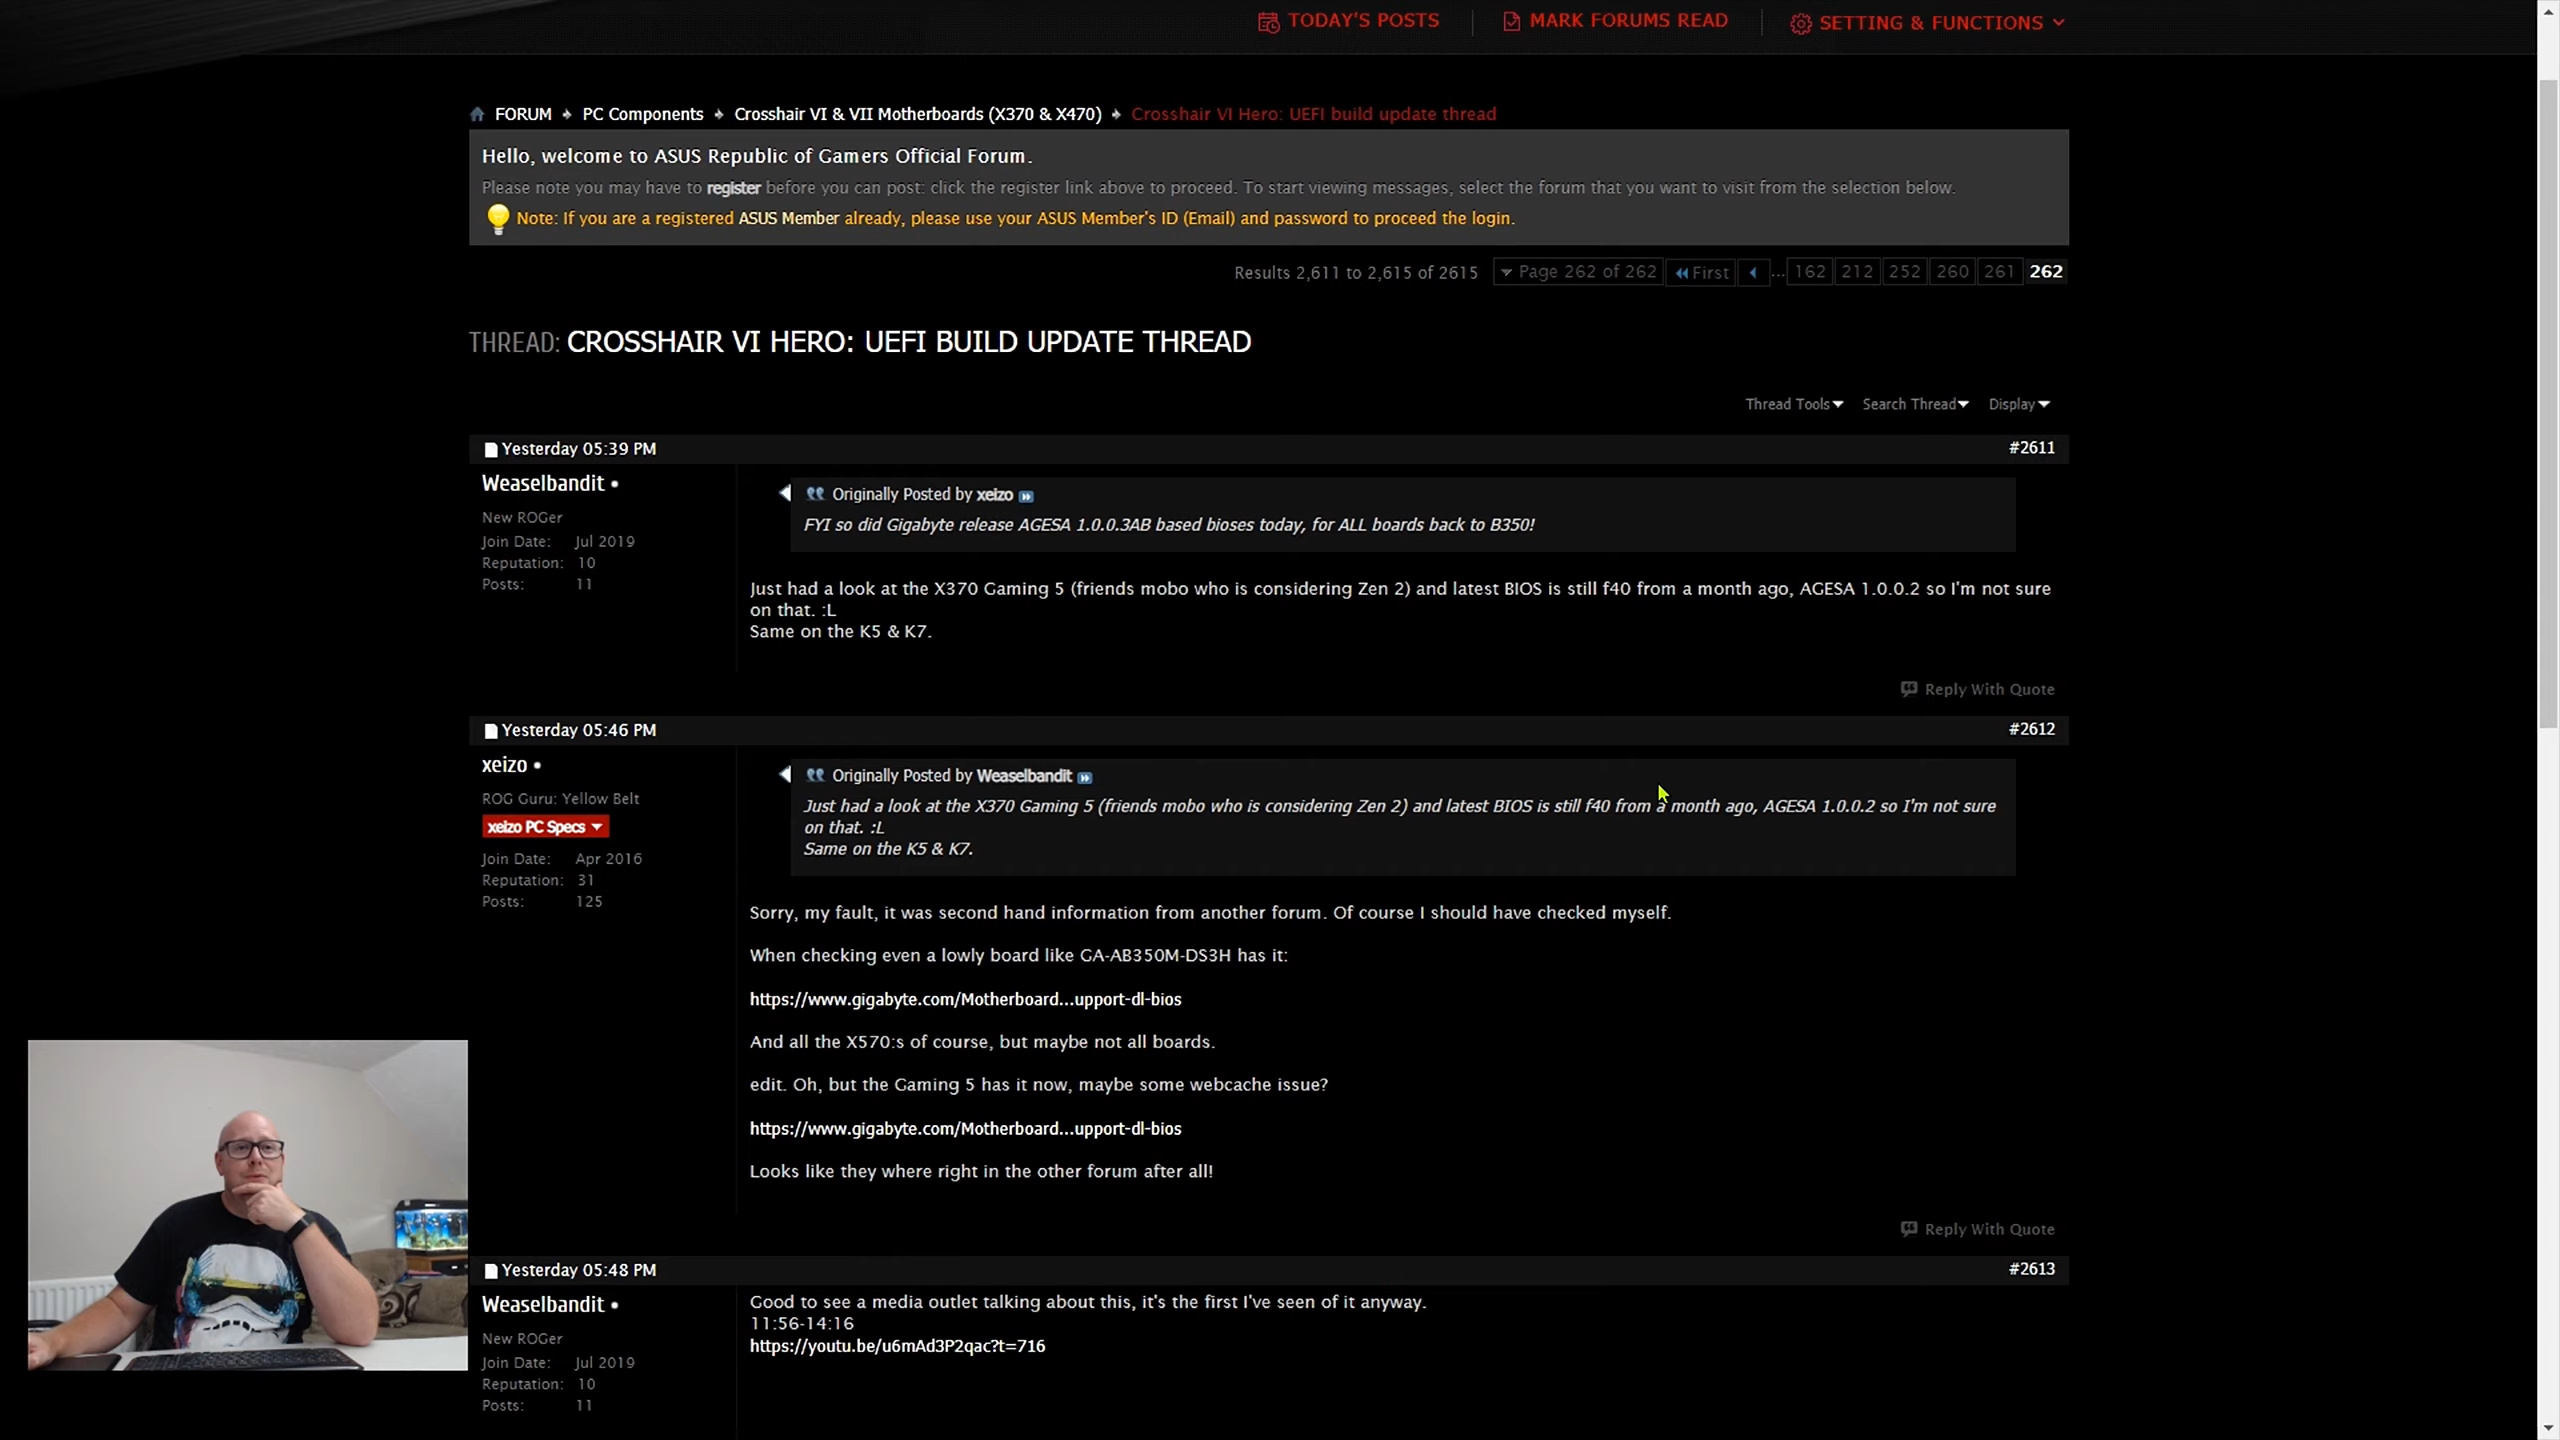 TODAY'S POSTS
MARK FORUMS READ
SETTING & FUNCTIONS
FORUM PC Components Crosshair VI & VII Motherboards (X370 & X470) Crosshair VI Hero: UEFI build update thread
Hello, welcome to ASUS Republic of Gamers Official Forum.
Please note you may have to register before you can post: click the register link above to proceed. To start viewing messages, select the forum that you want to visit from the selection below.
Note: If you are a registered ASUS Member already, please use your ASUS Member's ID (Email) and password to proceed the login.
Results 2,611 to 2,615 of 2615 Page 262 of 262 First ... 162 212 252 260 261 262
THREAD: CROSSHAIR VI HERO: UEFI BUILD UPDATE THREAD
Thread Tools Search Thread Display
Yesterday 05:39 PM #2611
Weaselbandit
New ROGer
Join Date: Jul 2019
Reputation: 10
Posts: 11
Originally Posted by xeizo
FYI so did Gigabyte release AGESA 1.0.0.3AB based bioses today, for ALL boards back to B350!
Just had a look at the X370 Gaming 5 (friends mobo who is considering Zen 2) and latest BIOS is still f40 from a month ago, AGESA 1.0.0.2 so I'm not sure
on that. :L
Same on the K5 & K7.
Reply With Quote
Yesterday 05:46 PM #2612
xeizo
ROG Guru: Yellow Belt
xeizo PC Specs
Join Date: Apr 2016
Reputation: 31
Posts: 125
Originally Posted by Weaselbandit
Just had a look at the X370 Gaming 5 (friends mobo who is considering Zen 2) and latest BIOS is still f40 from a month ago, AGESA 1.0.0.2 so I'm not sure
on that. :L
Same on the K5 & K7.
Sorry, my fault, it was second hand information from another forum. Of course I should have checked myself.
When checking even a lowly board like GA-AB350M-DS3H has it:
https://www.gigabyte.com/Motherboard...upport-dl-bios
And all the X570:s of course, but maybe not all boards.
edit. Oh, but the Gaming 5 has it now, maybe some webcache issue?
https://www.gigabyte.com/Motherboard...upport-dl-bios
Looks like they where right in the other forum after all!
Reply With Quote
Yesterday 05:48 PM #2613
Weaselbandit
New ROGer
Join Date: Jul 2019
Reputation: 10
Posts: 11
Good to see a media outlet talking about this, it's the first I've seen of it anyway.
11:56-14:16
https://youtu.be/u6mAd3P2qac?t=716